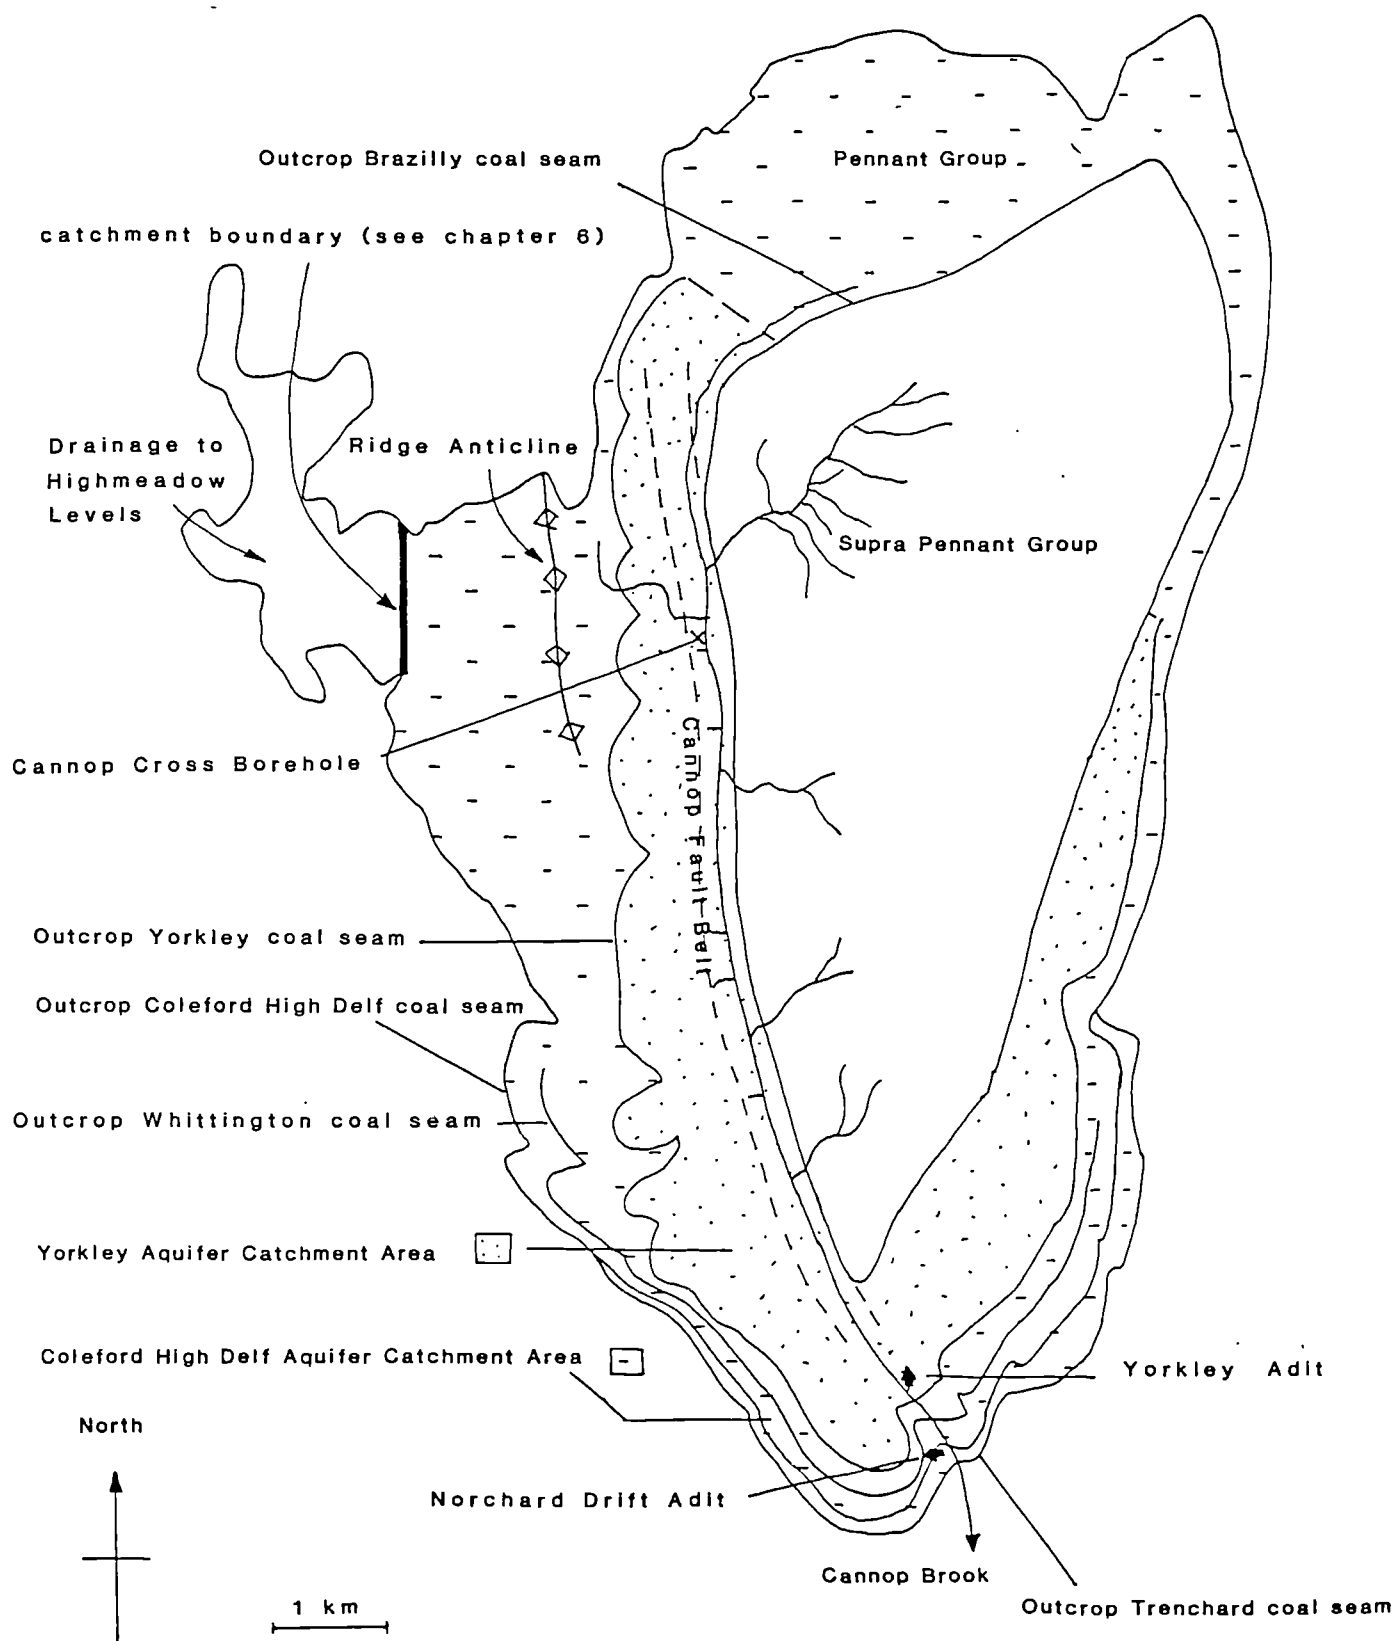 Outcrop Brazilly coal seam
Pennant Group
catchment boundary (see chapter 6)
Drainage to
Highmeadow
Levels
Ridge Anticline
Supra Pennant Group
Cannop Cross Borehole
Cannop Fault Belt
Outcrop Yorkley coal seam
Outcrop Coleford High Delf coal seam
Outcrop Whittington coal seam
Yorkley Aquifer Catchment Area
Coleford High Delf Aquifer Catchment Area
Yorkley Adit
North
Norchard Drift Adit
Cannop Brook
1 km
Outcrop Trenchard coal seam